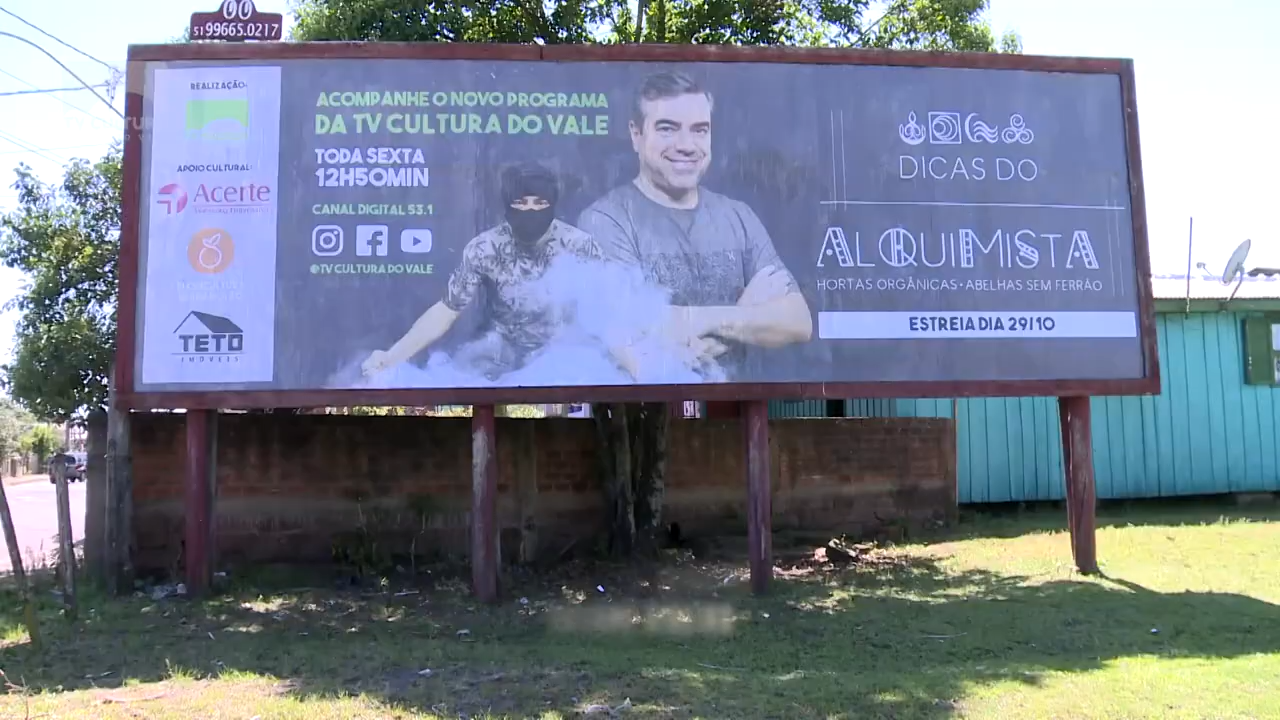 51 99665.0217
REALIZAÇÃO:
APOIO CULTURAL:
Acerte
TETO
IMÓVEIS
ACOMPANHE O NOVO PROGRAMA
DA TV CULTURA DO VALE
TODA SEXTA
12H50MIN
CANAL DIGITAL 53.1
@TV CULTURA DO VALE
DICAS DO
ALQUIMISTA
HORTAS ORGÂNICAS • ABELHAS SEM FERRÃO
ESTREIA DIA 29/10